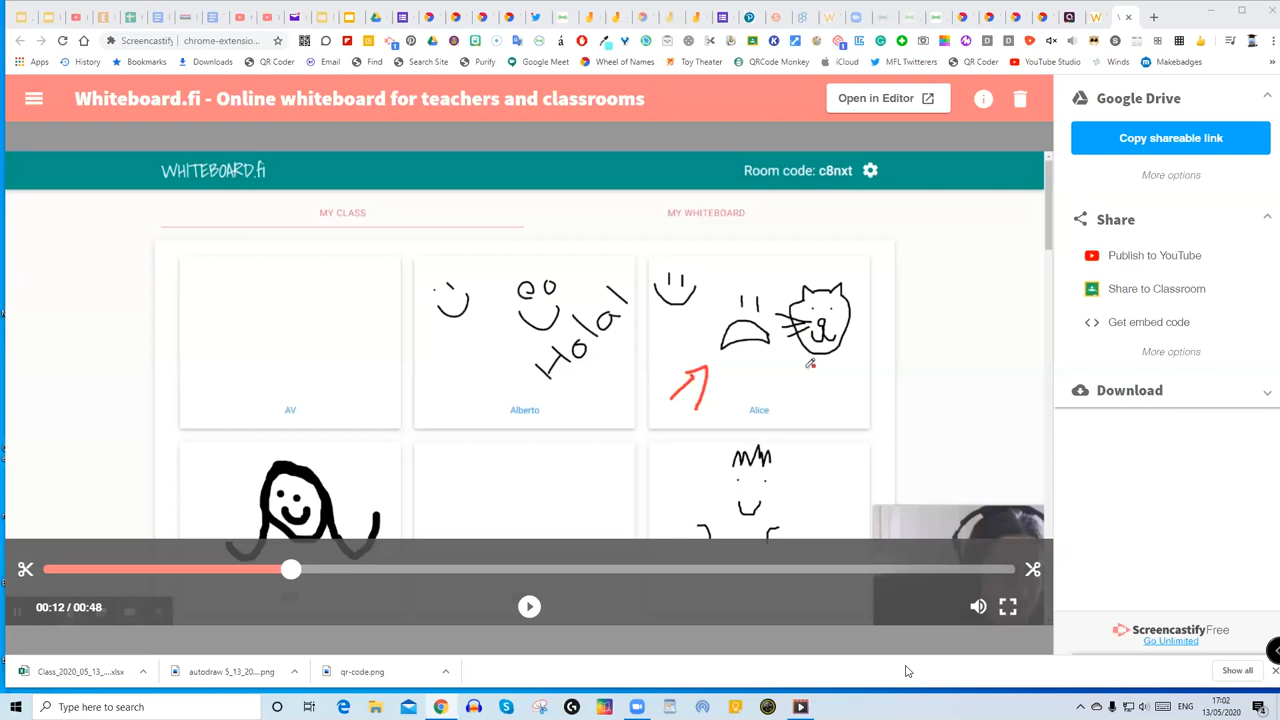 Screencastify
chrome-extension...
Apps
History
Bookmarks
Downloads
QR Coder
Email
Find
Search Site
Purify
Google Meet
Wheel of Names
Toy Theater
QRCode Monkey
iCloud
MFL Twitterers
QR Coder
YouTube Studio
Winds
Makebadges
Whiteboard.fi - Online whiteboard for teachers and classrooms
Open in Editor
Google Drive
Copy shareable link
More options
WHITEBOARD.fi
Room code: c8nxt
MY CLASS
MY WHITEBOARD
Hola!
AV
Alberto
Alice
Share
Publish to YouTube
Share to Classroom
Get embed code
More options
Download
00:12 / 00:48
Screencastify Free
Go Unlimited
Class_2020_05_13_....xlsx
autodraw 5_13_20....png
qr-code.png
Show all
Type here to search
ENG
17:02
13/05/2020